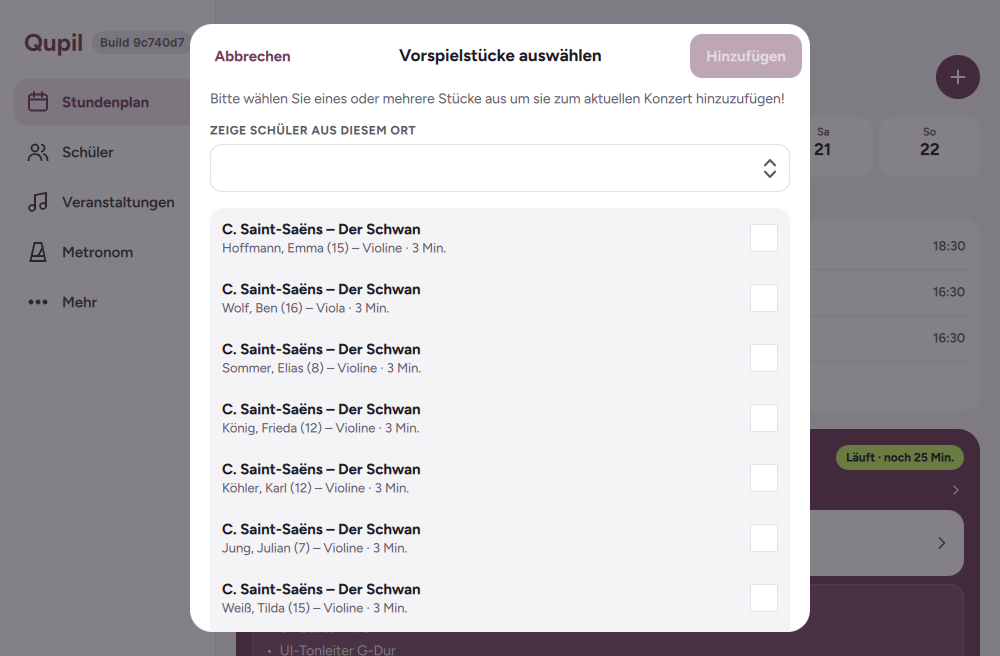 Qupil Build 9c740d7
Stundenplan
Schüler
Veranstaltungen
Metronom
Mehr
Abbrechen
Vorspielstücke auswählen
Hinzufügen
Bitte wählen Sie eines oder mehrere Stücke aus um sie zum aktuellen Konzert hinzuzufügen!
ZEIGE SCHÜLER AUS DIESEM ORT
C. Saint-Saëns – Der Schwan
Hoffmann, Emma (15) – Violine · 3 Min.
C. Saint-Saëns – Der Schwan
Wolf, Ben (16) – Viola · 3 Min.
C. Saint-Saëns – Der Schwan
Sommer, Elias (8) – Violine · 3 Min.
C. Saint-Saëns – Der Schwan
König, Frieda (12) – Violine · 3 Min.
C. Saint-Saëns – Der Schwan
Köhler, Karl (12) – Violine · 3 Min.
C. Saint-Saëns – Der Schwan
Jung, Julian (7) – Violine · 3 Min.
C. Saint-Saëns – Der Schwan
Weiß, Tilda (15) – Violine · 3 Min.
Sa
21
So
22
18:30
16:30
16:30
Läuft · noch 25 Min.
• UI-Tonleiter G-Dur